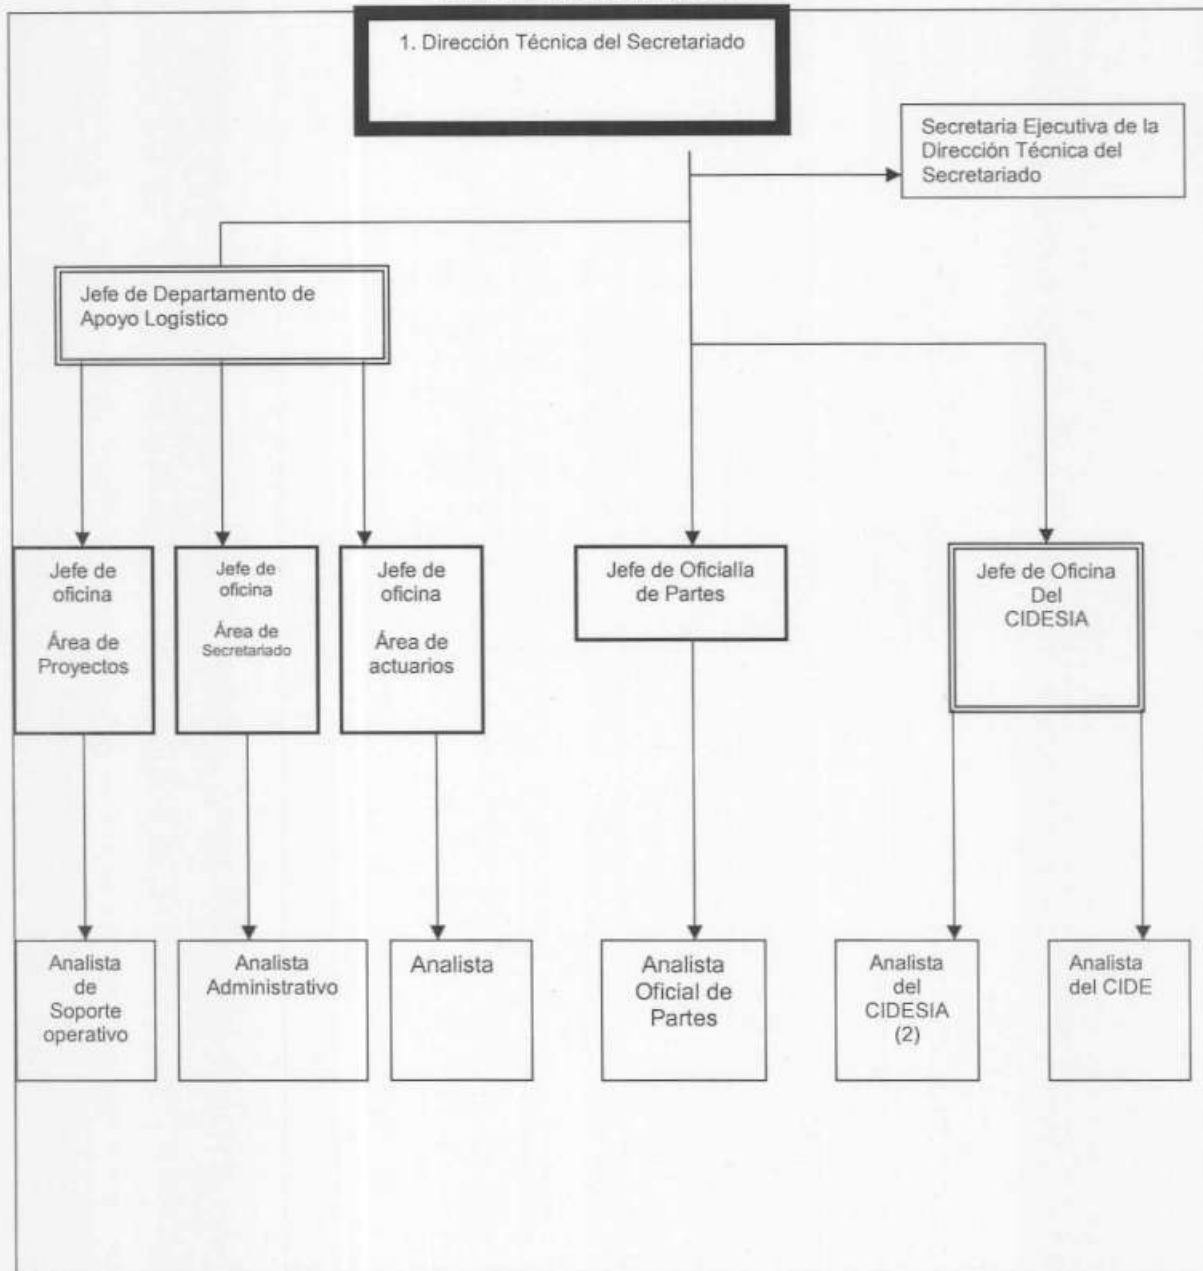 1. Dirección Técnica del Secretariado
Secretaria Ejecutiva de la
Dirección Técnica del
Secretariado
Jefe de Departamento de
Apoyo Logístico
Jefe de
oficina
Área de
Proyectos
Jefe de
oficina
Área de
Secretariado
Jefe de
oficina
Área de
actuarios
Jefe de Oficialla
de Partes
Jefe de Oficina
Del
CIDESIA
Analista
de
Soporte
operativo
Analista
Administrativo
Analista
Analista
Oficial de
Partes
Analista
del
CIDESIA
(2)
Analista
del CIDE